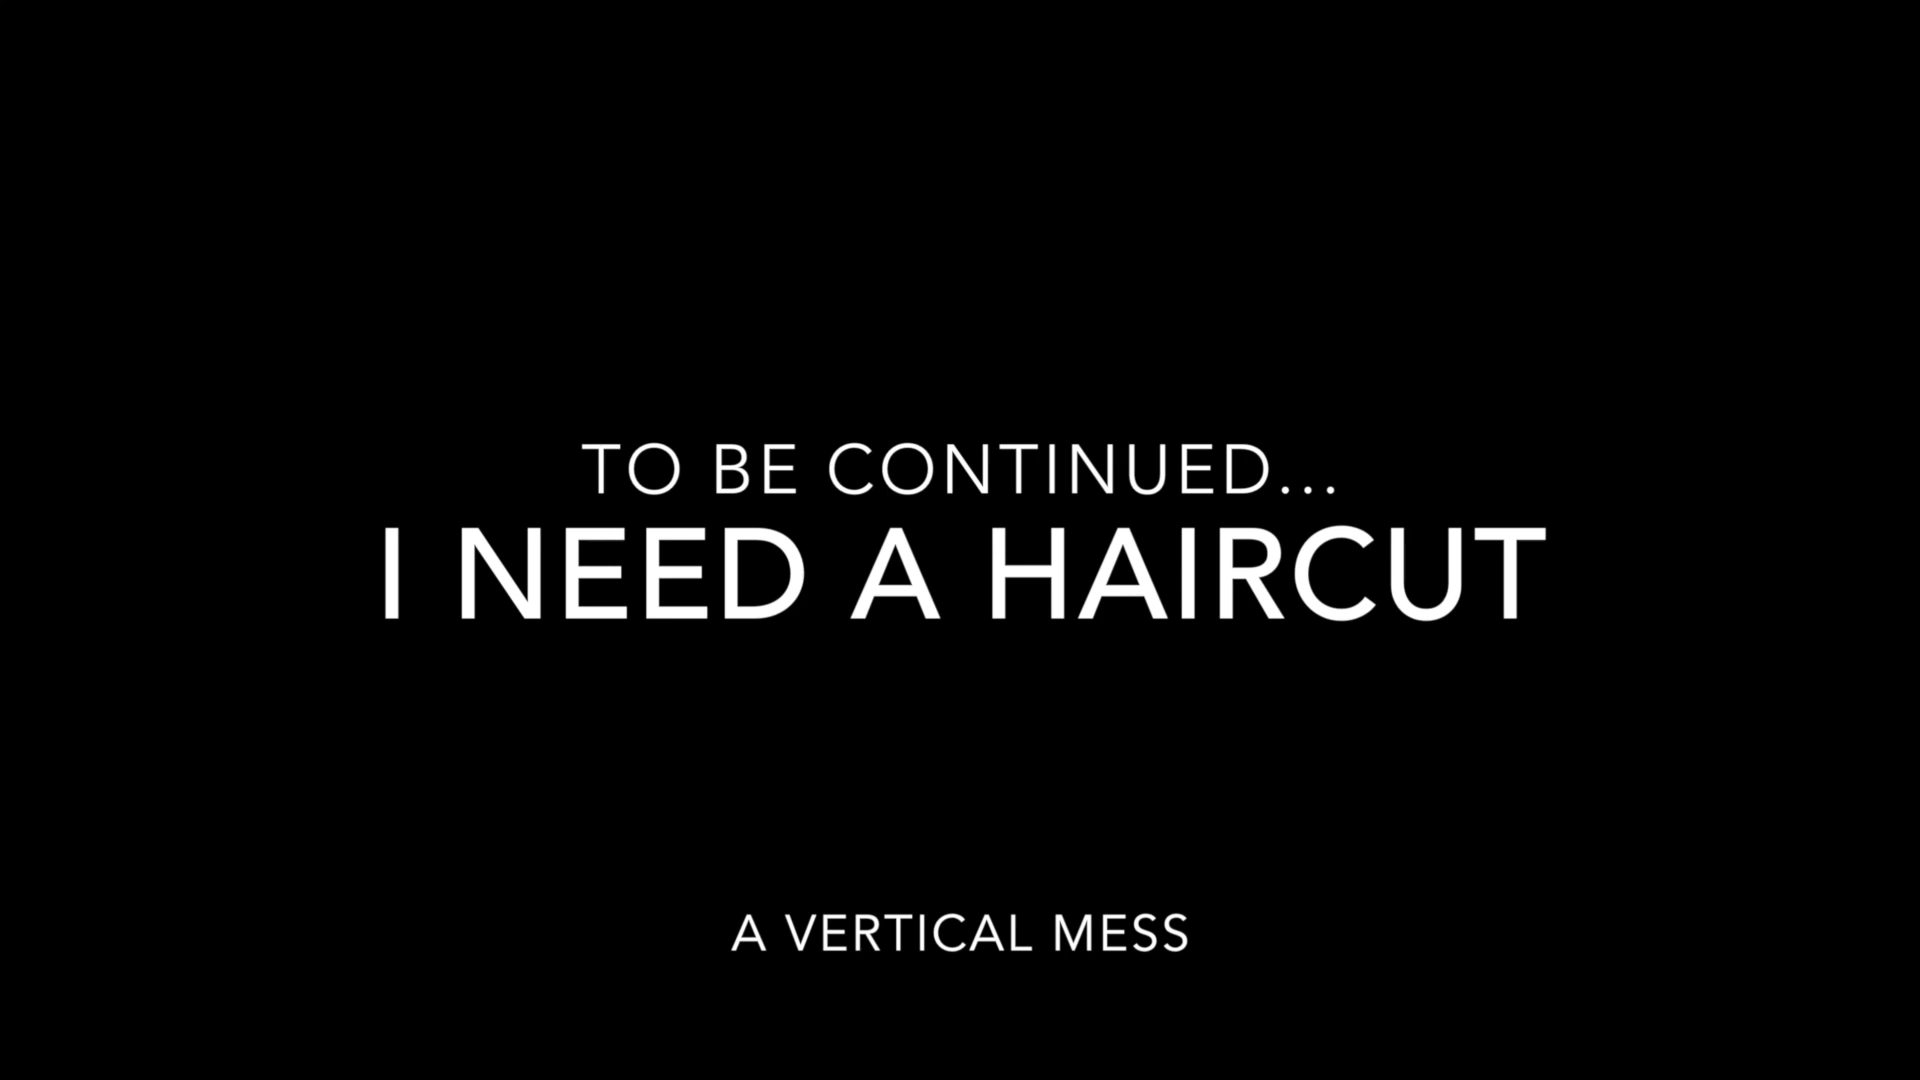 TO BE CONTINUED...
I NEED A HAIRCUT
A VERTICAL MESS